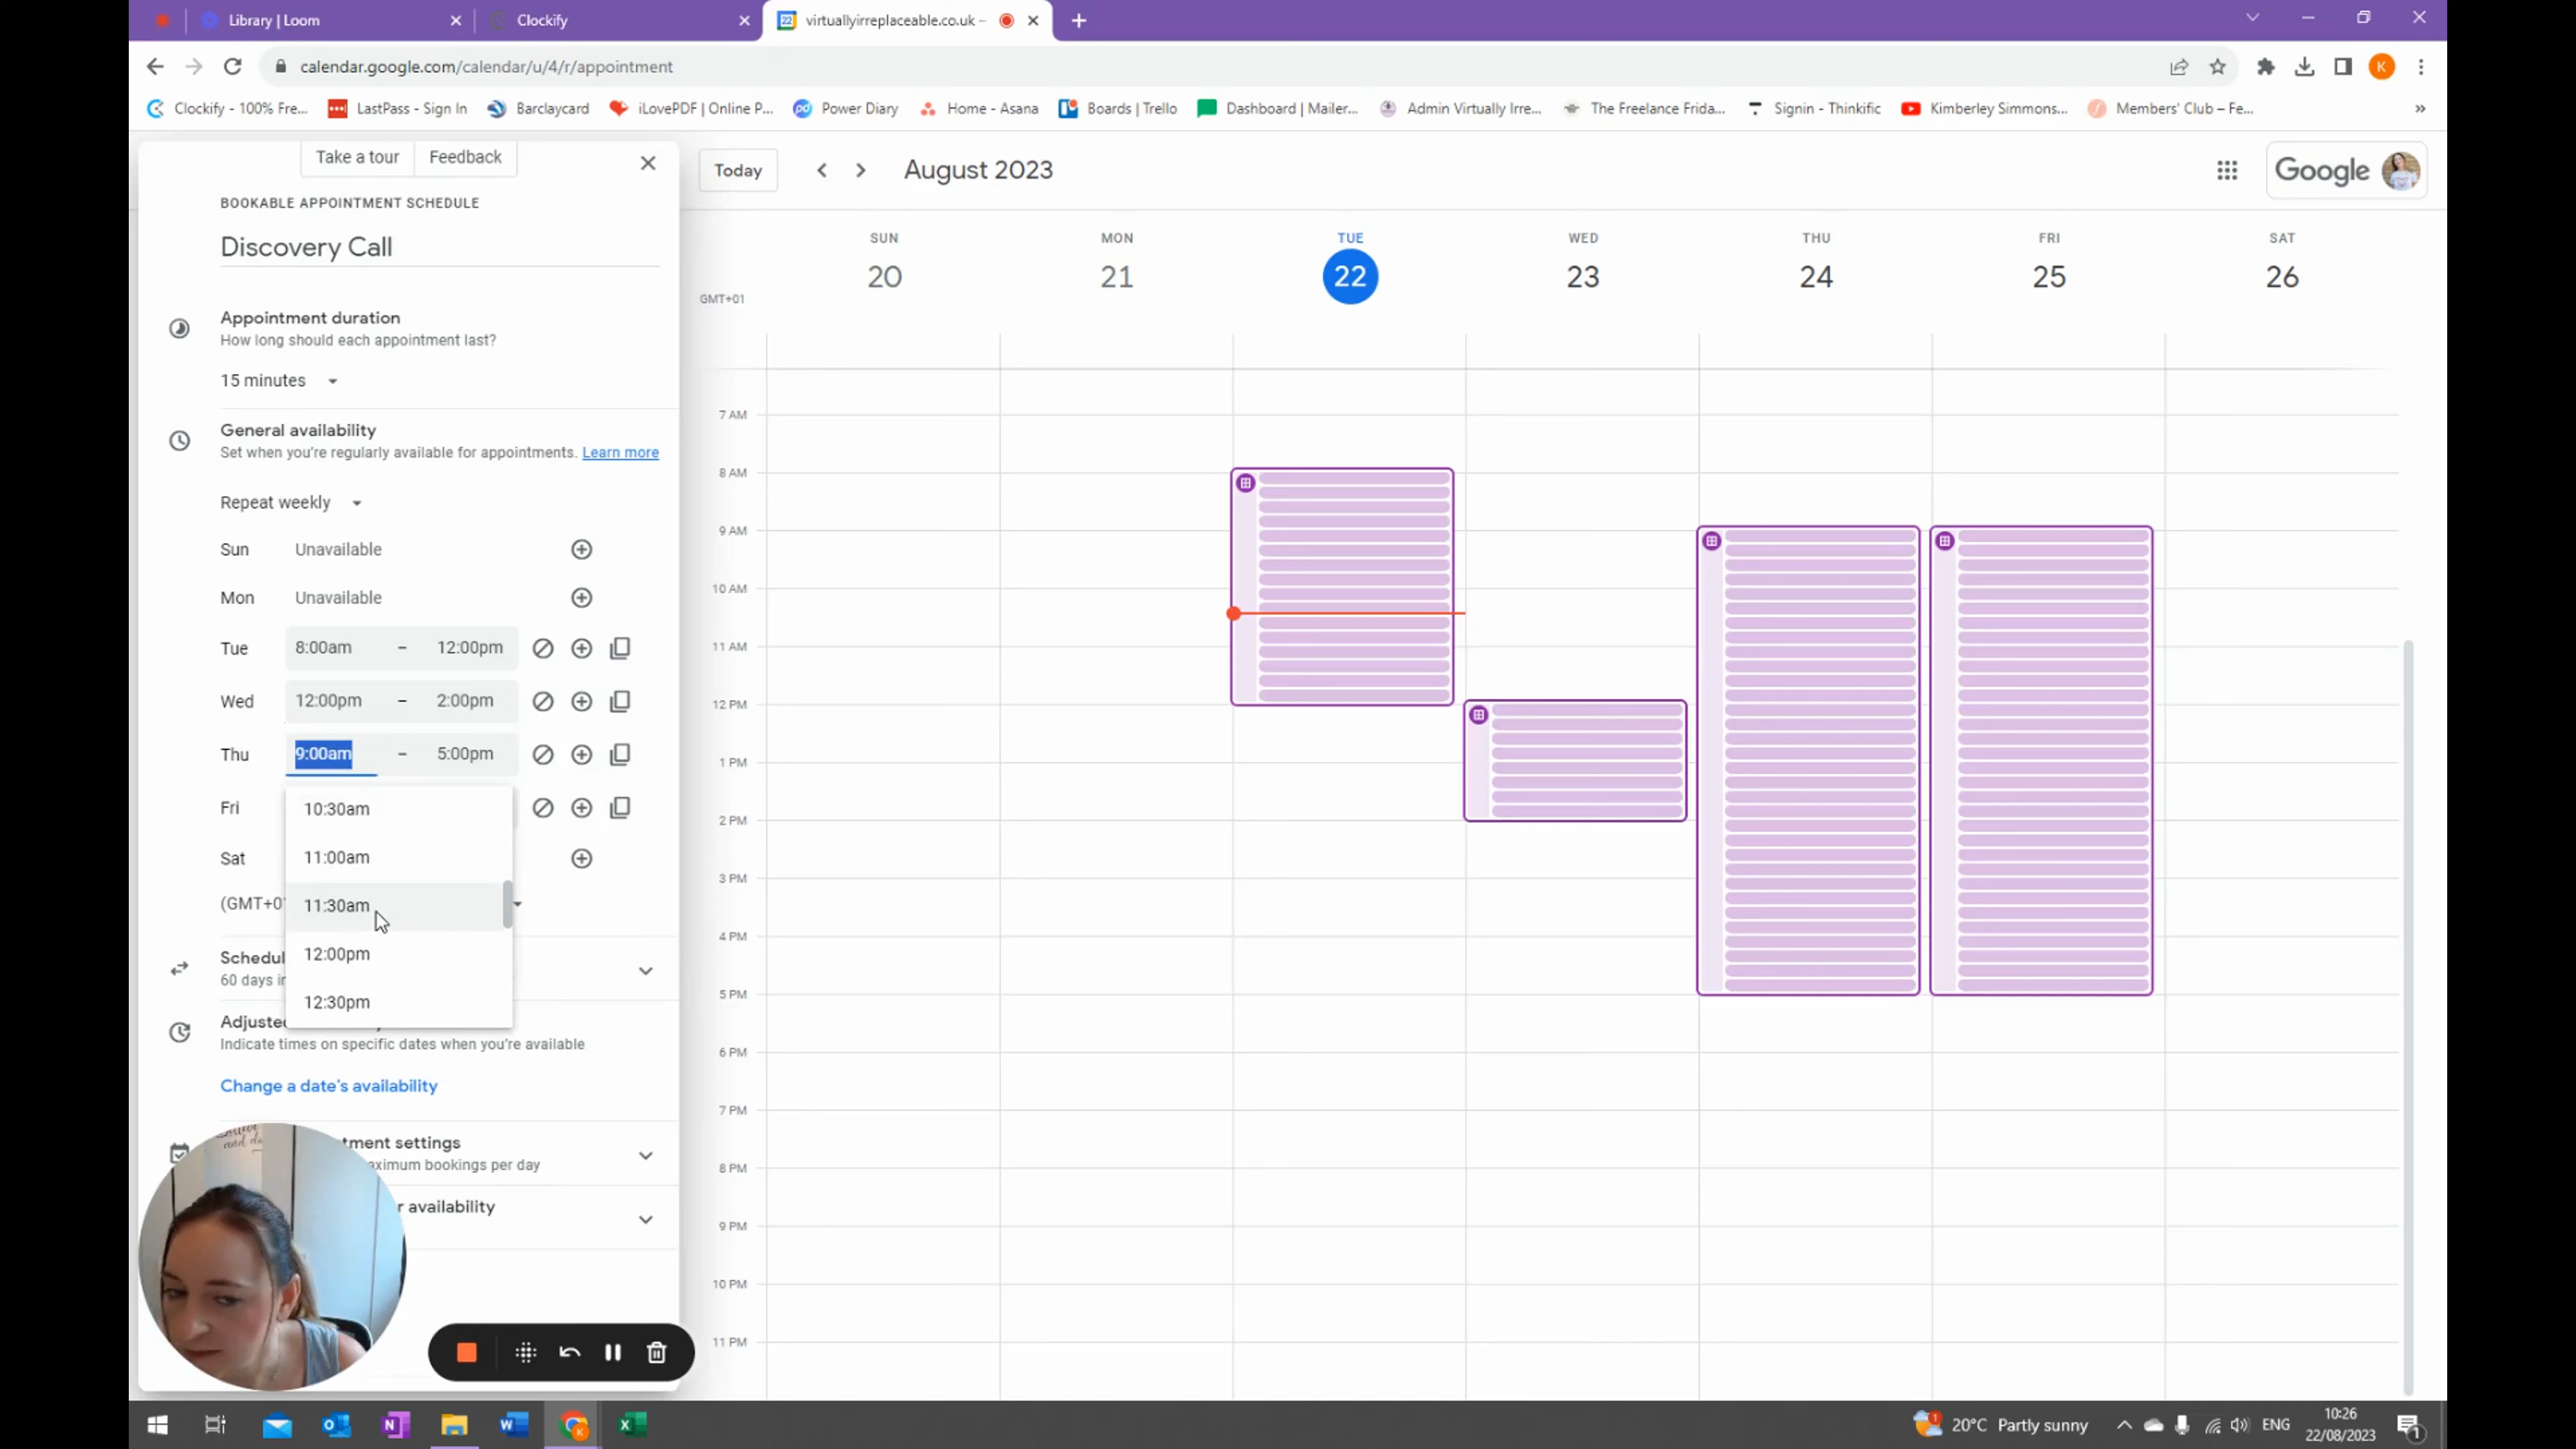 Library | Loom
Clockify
22
virtuallyirreplaceable.co.uk -
calendar.google.com/calendar/u/4/r/appointment
K
Clockify - 100% Fre...
LastPass - Sign In
Barclaycard
iLovePDF | Online P...
pd
Power Diary
Home - Asana
Boards | Trello
Dashboard | Mailer...
Admin Virtually Irre...
The Freelance Frida...
Signin - Thinkific
Kimberley Simmons...
Members' Club – Fe...
»
Take a tour
Feedback
BOOKABLE APPOINTMENT SCHEDULE
Discovery Call
Appointment duration
How long should each appointment last?
15 minutes
General availability
Set when you're regularly available for appointments. Learn more
Repeat weekly
Sun Unavailable
Mon Unavailable
Tue 8:00am – 12:00pm
Wed 12:00pm – 2:00pm
Thu 9:00am – 5:00pm
Fri
10:30am
11:00am
Sat
11:30am
(GMT+0
12:00pm
Schedul
60 days i
12:30pm
Adjuste
Indicate times on specific dates when you're available
Change a date's availability
tment settings
aximum bookings per day
r availability
and
Today
August 2023
Google
GMT+01
SUN
20
MON
21
TUE
22
WED
23
THU
24
FRI
25
SAT
26
7 AM
8 AM
9 AM
10 AM
11 AM
12 PM
1 PM
2 PM
3 PM
4 PM
5 PM
6 PM
7 PM
8 PM
9 PM
10 PM
11 PM
20°C Partly sunny
ENG
10:26
22/08/2023
1